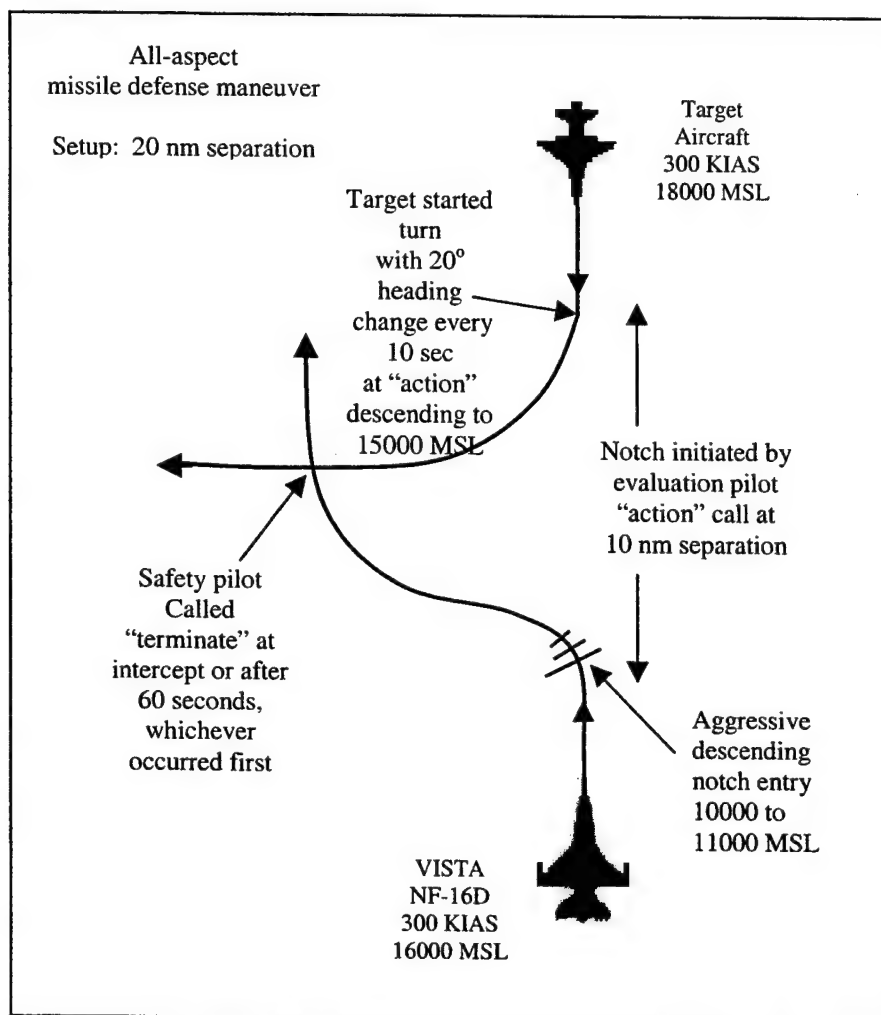 All-aspect
missile defense maneuver
Setup: 20 nm separation
Target
Aircraft
300 KIAS
18000 MSL
Target started
turn
with 20°
heading
change every
10 sec
at “action”
descending to
15000 MSL
Notch initiated by
evaluation pilot
“action” call at
10 nm separation
Safety pilot
Called
“terminate” at
intercept or after
60 seconds,
whichever
occurred first
Aggressive
descending
notch entry
10000 to
11000 MSL
VISTA
NF-16D
300 KIAS
16000 MSL